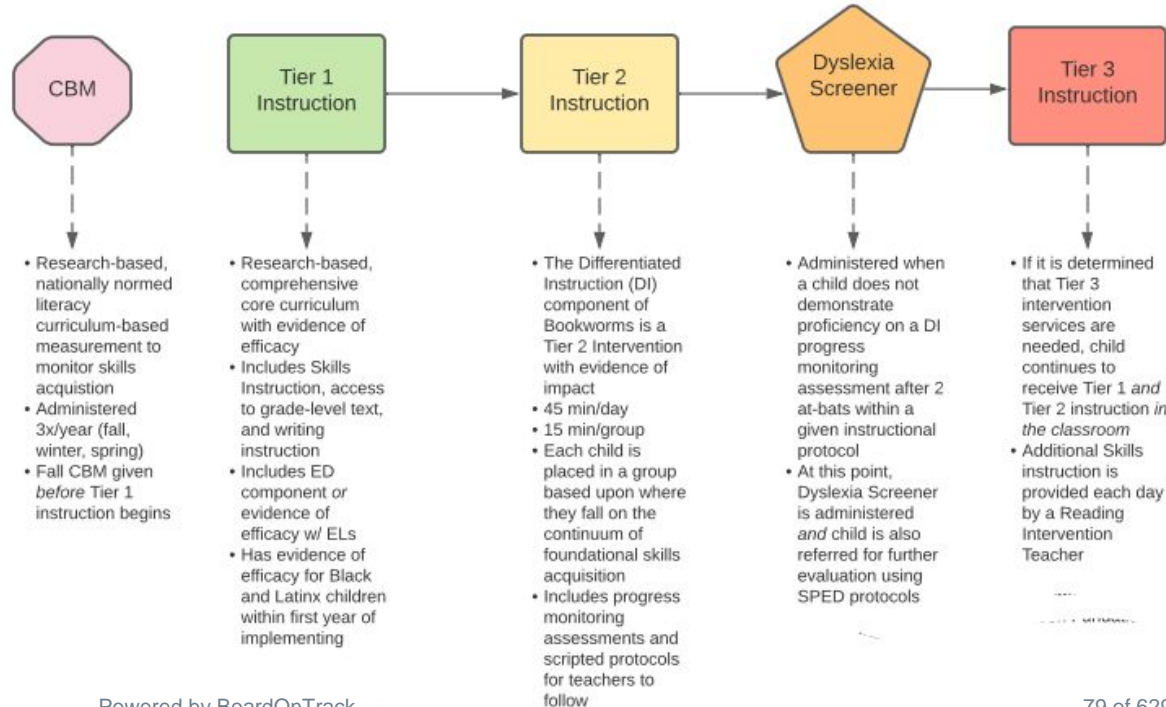 CBM
Tier 1
Instruction
Tier 2
Instruction
Dyslexia
Screener
Tier 3
Instruction
• Research-based,
nationally normed
literacy
curriculum-based
measurement to
monitor skills
acquistion
• Administered
3x/year (fall,
winter, spring)
• Fall CBM given
before Tier 1
instruction begins
• Research-based,
comprehensive
core curriculum
with evidence of
efficacy
• Includes Skills
Instruction, access
to grade-level text,
and writing
instruction
• Includes ED
component or
evidence of
efficacy w/ ELs
• Has evidence of
efficacy for Black
and Latinx children
within first year of
implementing
• The Differentiated
Instruction (DI)
component of
Bookworms is a
Tier 2 Intervention
with evidence of
impact
• 45 min/day
• 15 min/group
• Each child is
placed in a group
based upon where
they fall on the
continuum of
foundational skills
acquisition
• Includes progress
monitoring
assessments and
scripted protocols
for teachers to
follow
• Administered when
a child does not
demonstrate
proficiency on a DI
progress
monitoring
assessment after 2
at-bats within a
given instructional
protocol
• At this point,
Dyslexia Screener
is administered
and child is also
referred for further
evaluation using
SPED protocols
• If it is determined
that Tier 3
intervention
services are
needed, child
continues to
receive Tier 1 and
Tier 2 instruction in
the classroom
• Additional Skills
instruction is
provided each day
by a Reading
Intervention
Teacher
Powered by BoardOnTrack
79 of 629